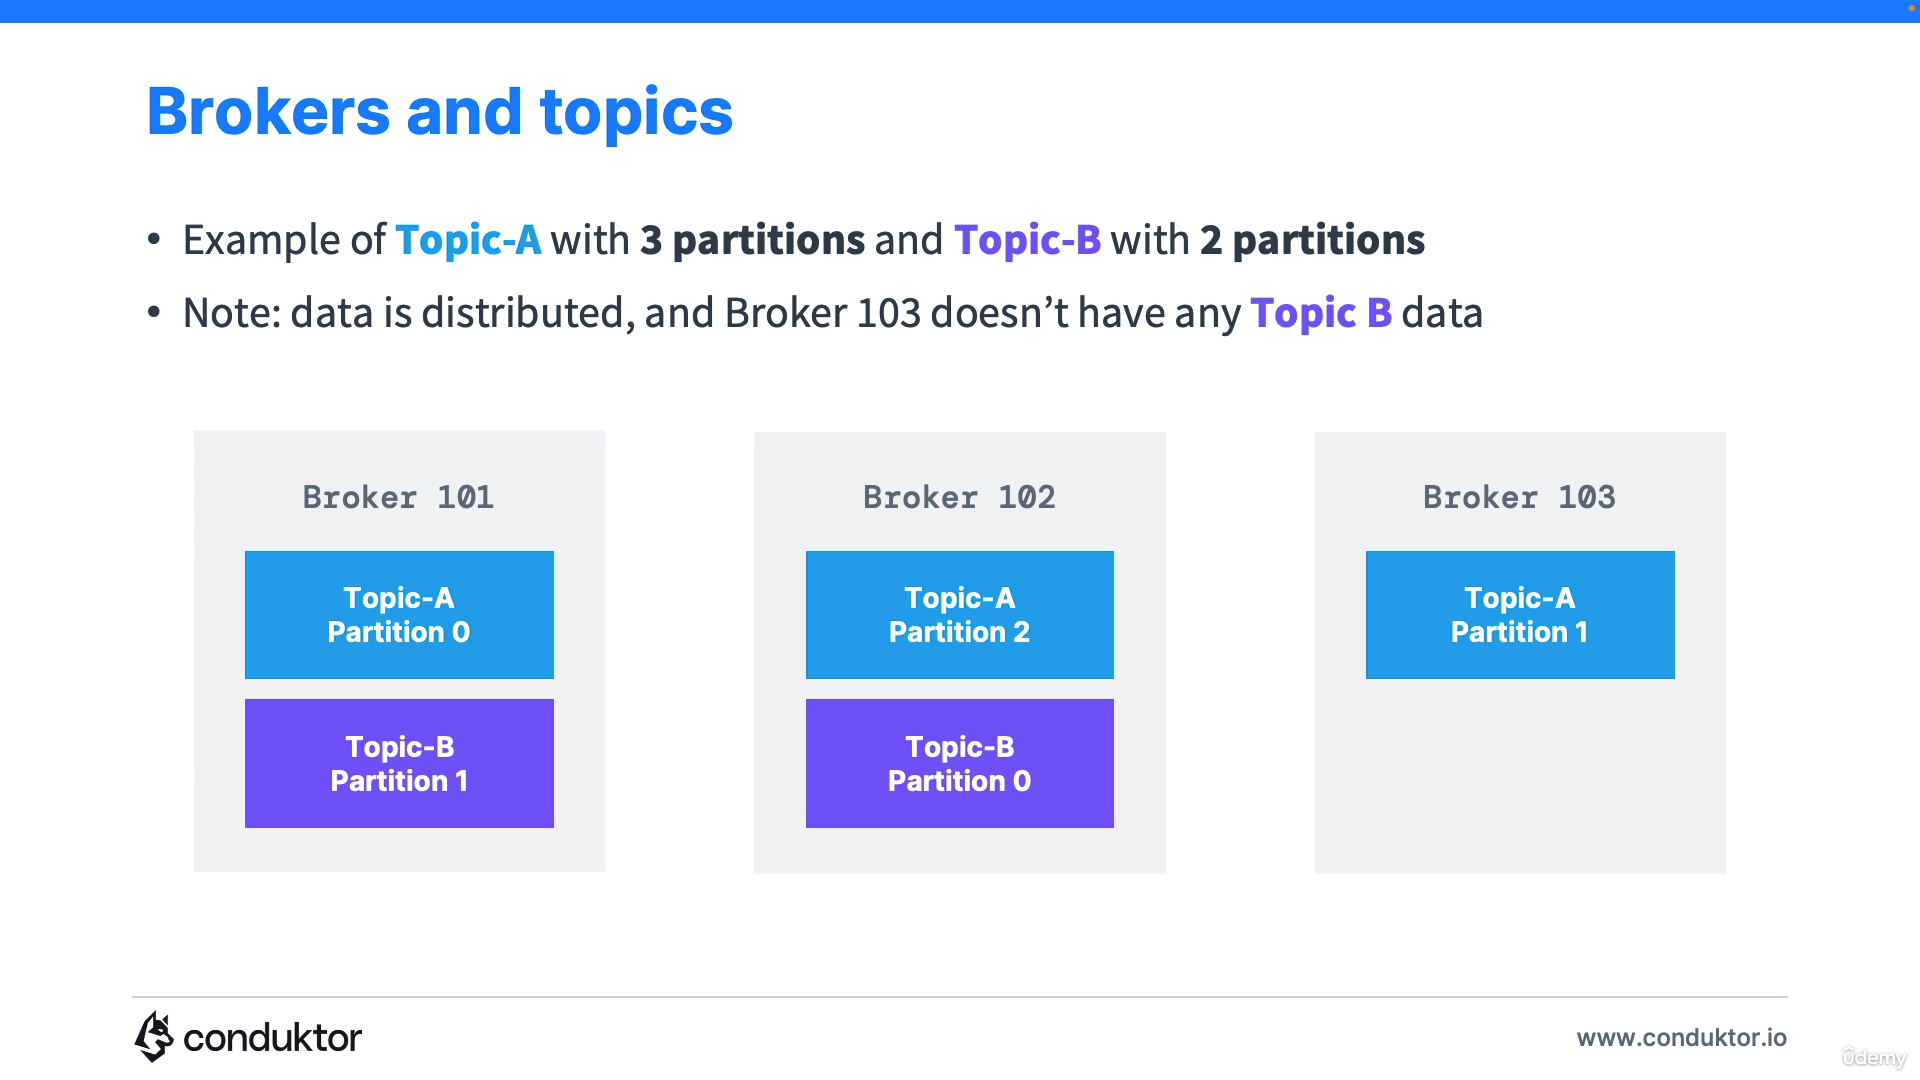 Brokers and topics
• Example of Topic-A with 3 partitions and Topic-B with 2 partitions
• Note: data is distributed, and Broker 103 doesn’t have any Topic B data
Broker 101
Topic-A
Partition 0
Topic-B
Partition 1
Broker 102
Topic-A
Partition 2
Topic-B
Partition 0
Broker 103
Topic-A
Partition 1
conduktor
www.conduktor.io
ûdemy